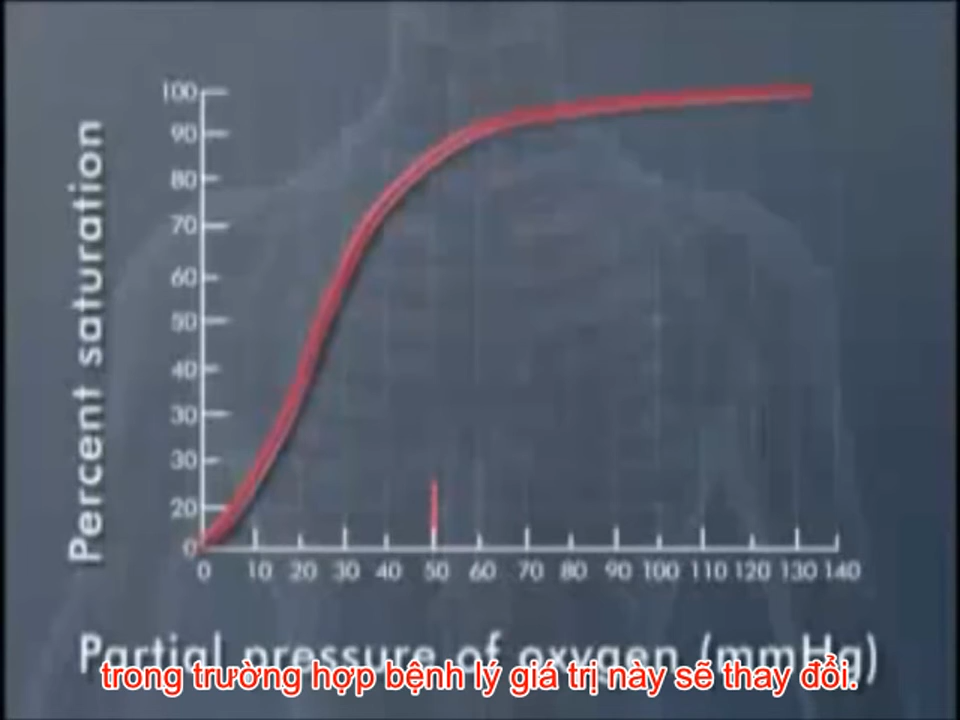 Percent saturation
100
90
80
70
60
50
40
30
30
20
0
0 10 20 30 40 50 60 70 80 90 100 110 120 130 140
Partial pressure of oxygen (mmHg)
trong trường hợp bệnh lý giá trị này sẽ thay đổi.